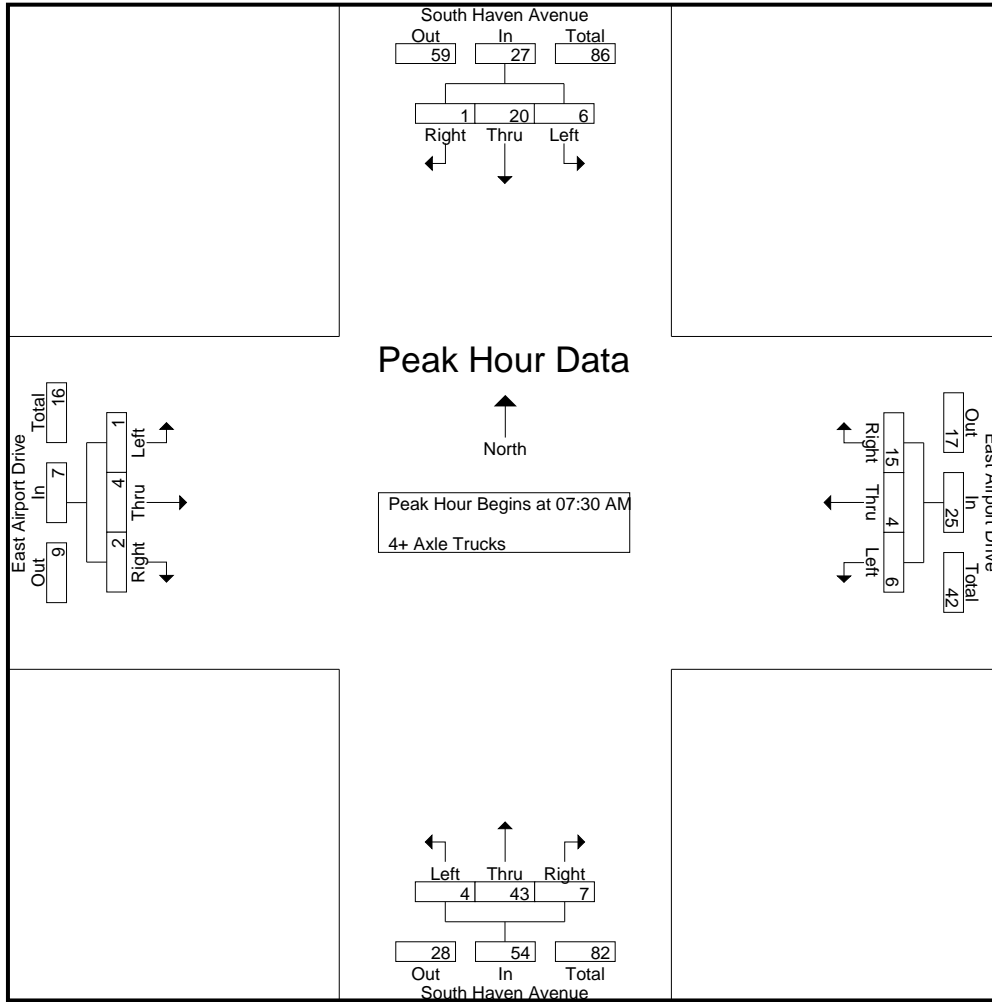 South Haven Avenue
Out In Total
59 27 86
1 20 6
Right Thru Left
Peak Hour Data
North
Peak Hour Begins at 07:30 AM
4+ Axle Trucks
East Airport Drive
Total In Out
16 7 9
1 4 2
Left Thru Right
East Airport Drive
Out In Total
17 25 42
15 4 6
Right Thru Left
Left Thru Right
4 43 7
28 54 82
Out In Total
South Haven Avenue